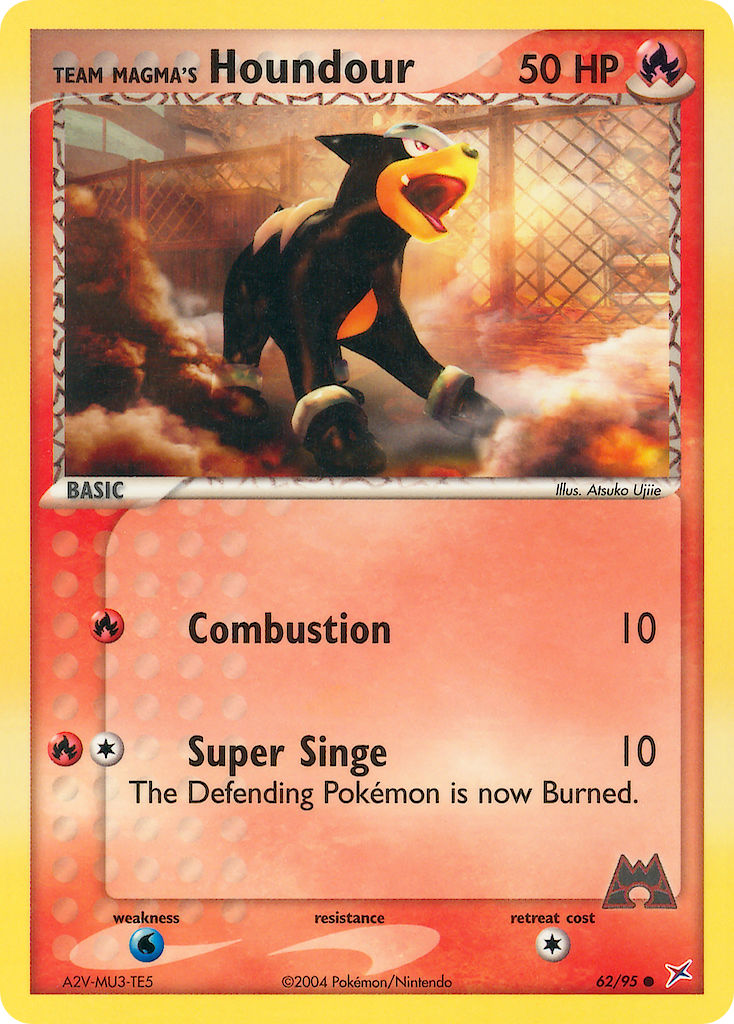 TEAM MAGMA'S Houndour 50 HP
BASIC
Illus. Atsuko Ujiie
Combustion 10
Super Singe 10
The Defending Pokémon is now Burned.
weakness resistance retreat cost
A2V-MU3-TE5 ©2004 Pokémon/Nintendo 62/95